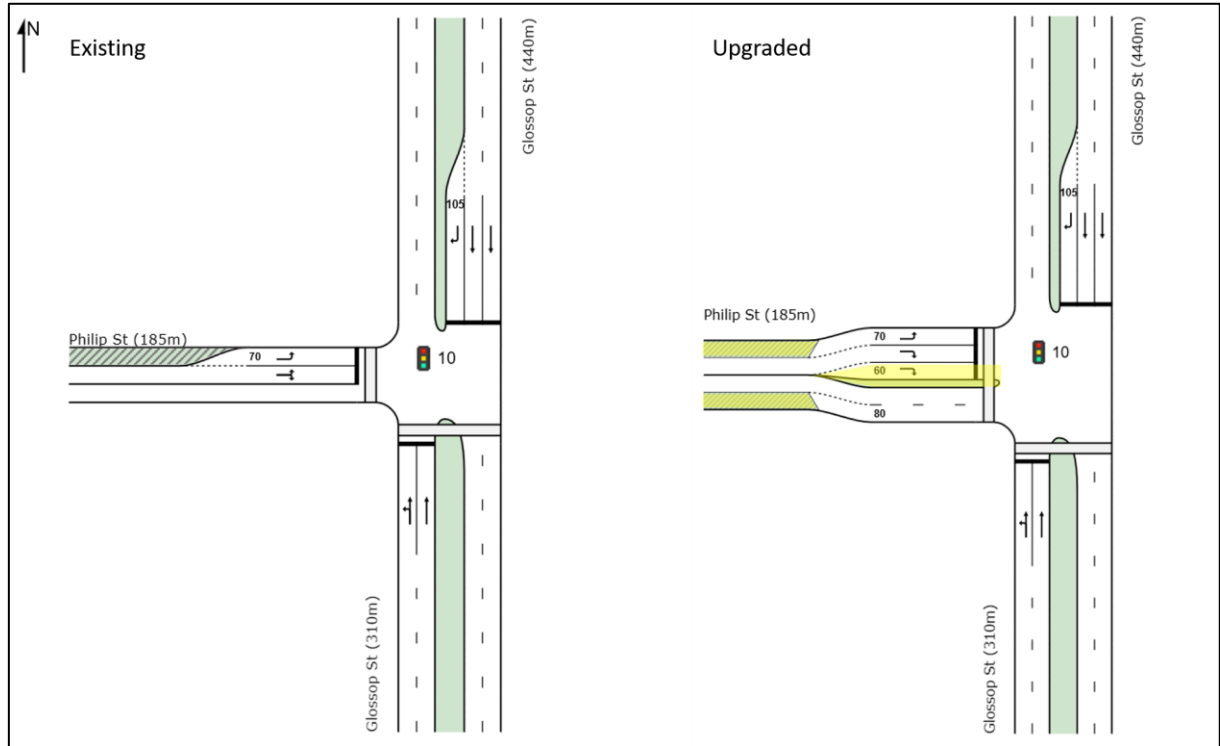 N
Existing
Glossop St (440m)
105
Philip St (185m)
70
10
Glossop St (310m)
Upgraded
Glossop St (440m)
105
Philip St (185m)
70
60
80
10
Glossop St (310m)